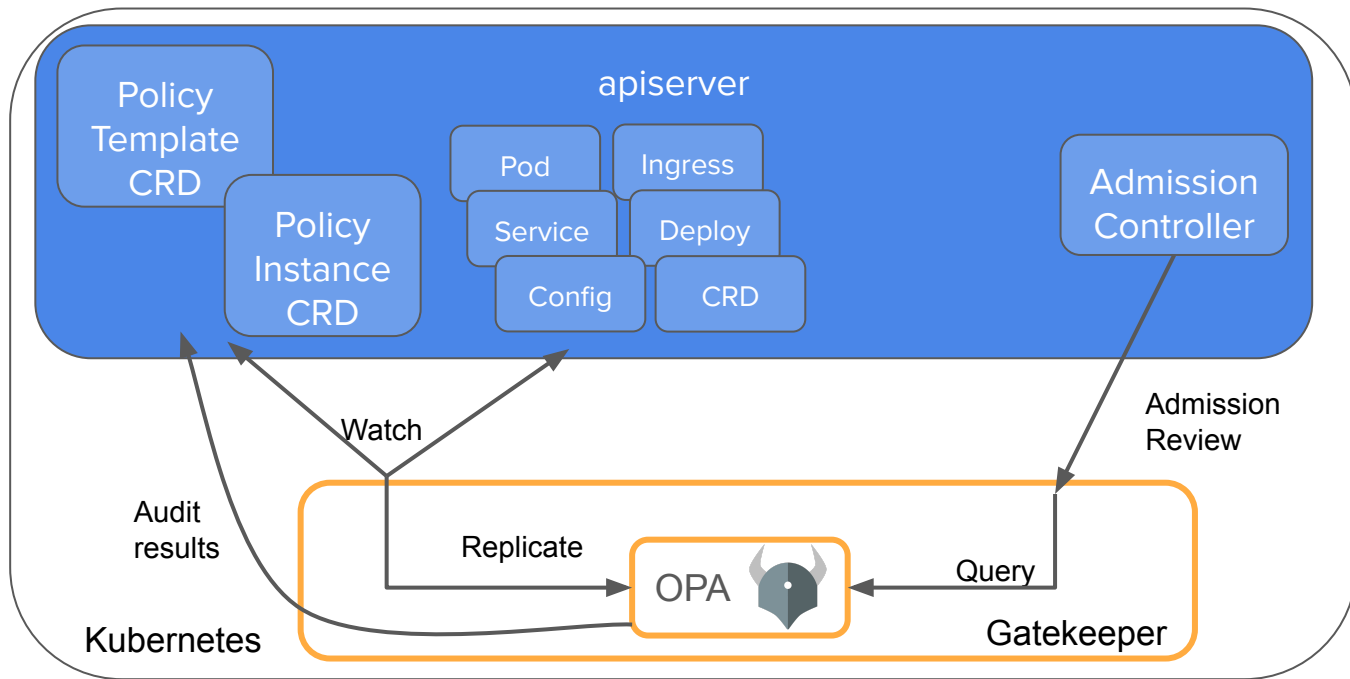 apiserver
Policy
Template
CRD
Policy
Instance
CRD
Pod
Ingress
Service
Deploy
Config
CRD
Admission
Controller
Watch
Admission
Review
Audit
results
Replicate
OPA
Query
Kubernetes
Gatekeeper